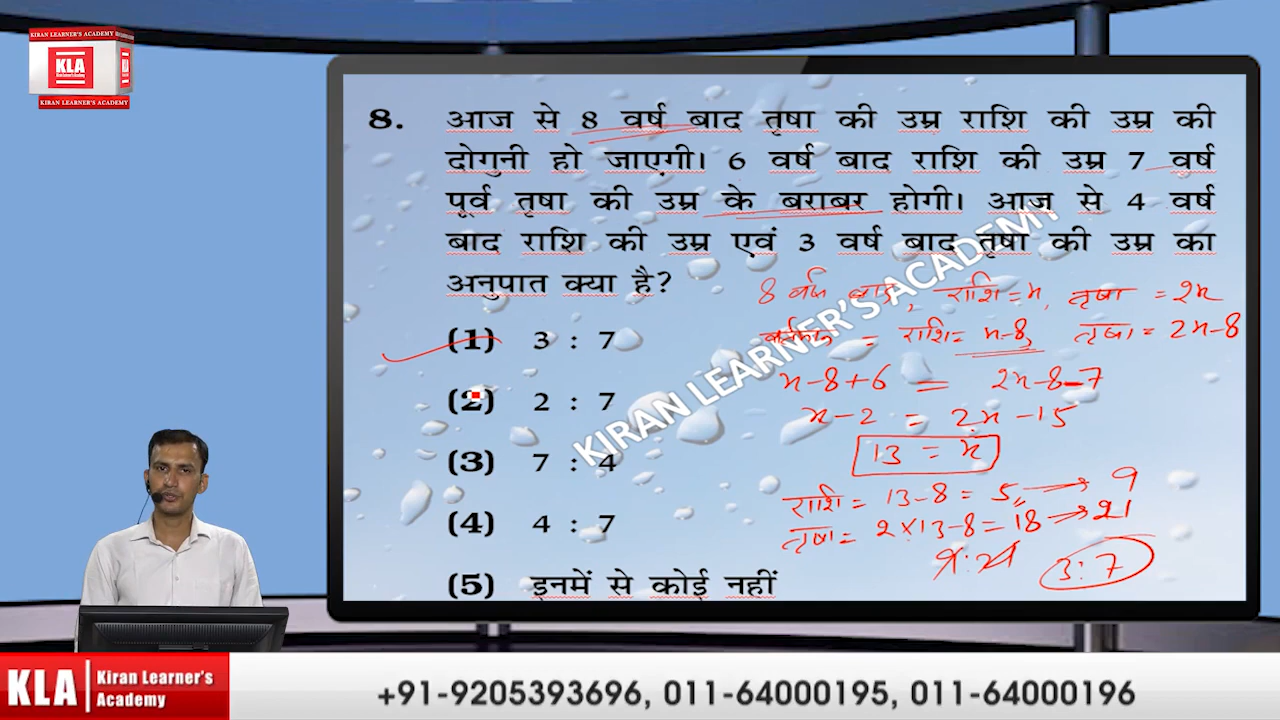 KIRAN LEARNER'S ACADEMY
KLA
Kiran Learner's Academy
KIRAN LEARNER'S ACADEMY
8. आज से 8 वर्ष बाद तृषा की उम्र राशि की उम्र की
दोगुनी हो जाएगी। 6 वर्ष बाद राशि की उम्र 7 वर्ष
पूर्व तृषा की उम्र के बराबर होगी। आज से 4 वर्ष
बाद राशि की उम्र एवं 3 वर्ष बाद तृषा की उम्र का
अनुपात क्या है?
(1) 3 : 7
(2) 2 : 7
(3) 7 : 4
(4) 4 : 7
(5) इनमें से कोई नहीं
KIRAN LEARNER'S ACADEMY
8 वर्ष बाद, राशि = x, तृषा = 2x
= राशि = x-8, तृषा = 2x-8
x-8+6 = 2x-8-7
x-2 = 2x-15
13 = x
राशि = 13-8 = 5 → 9
तृषा = 2×13-8 = 18 → 21
9:21 3:7
KLA Kiran Learner's
Academy
+91-9205393696, 011-64000195, 011-64000196